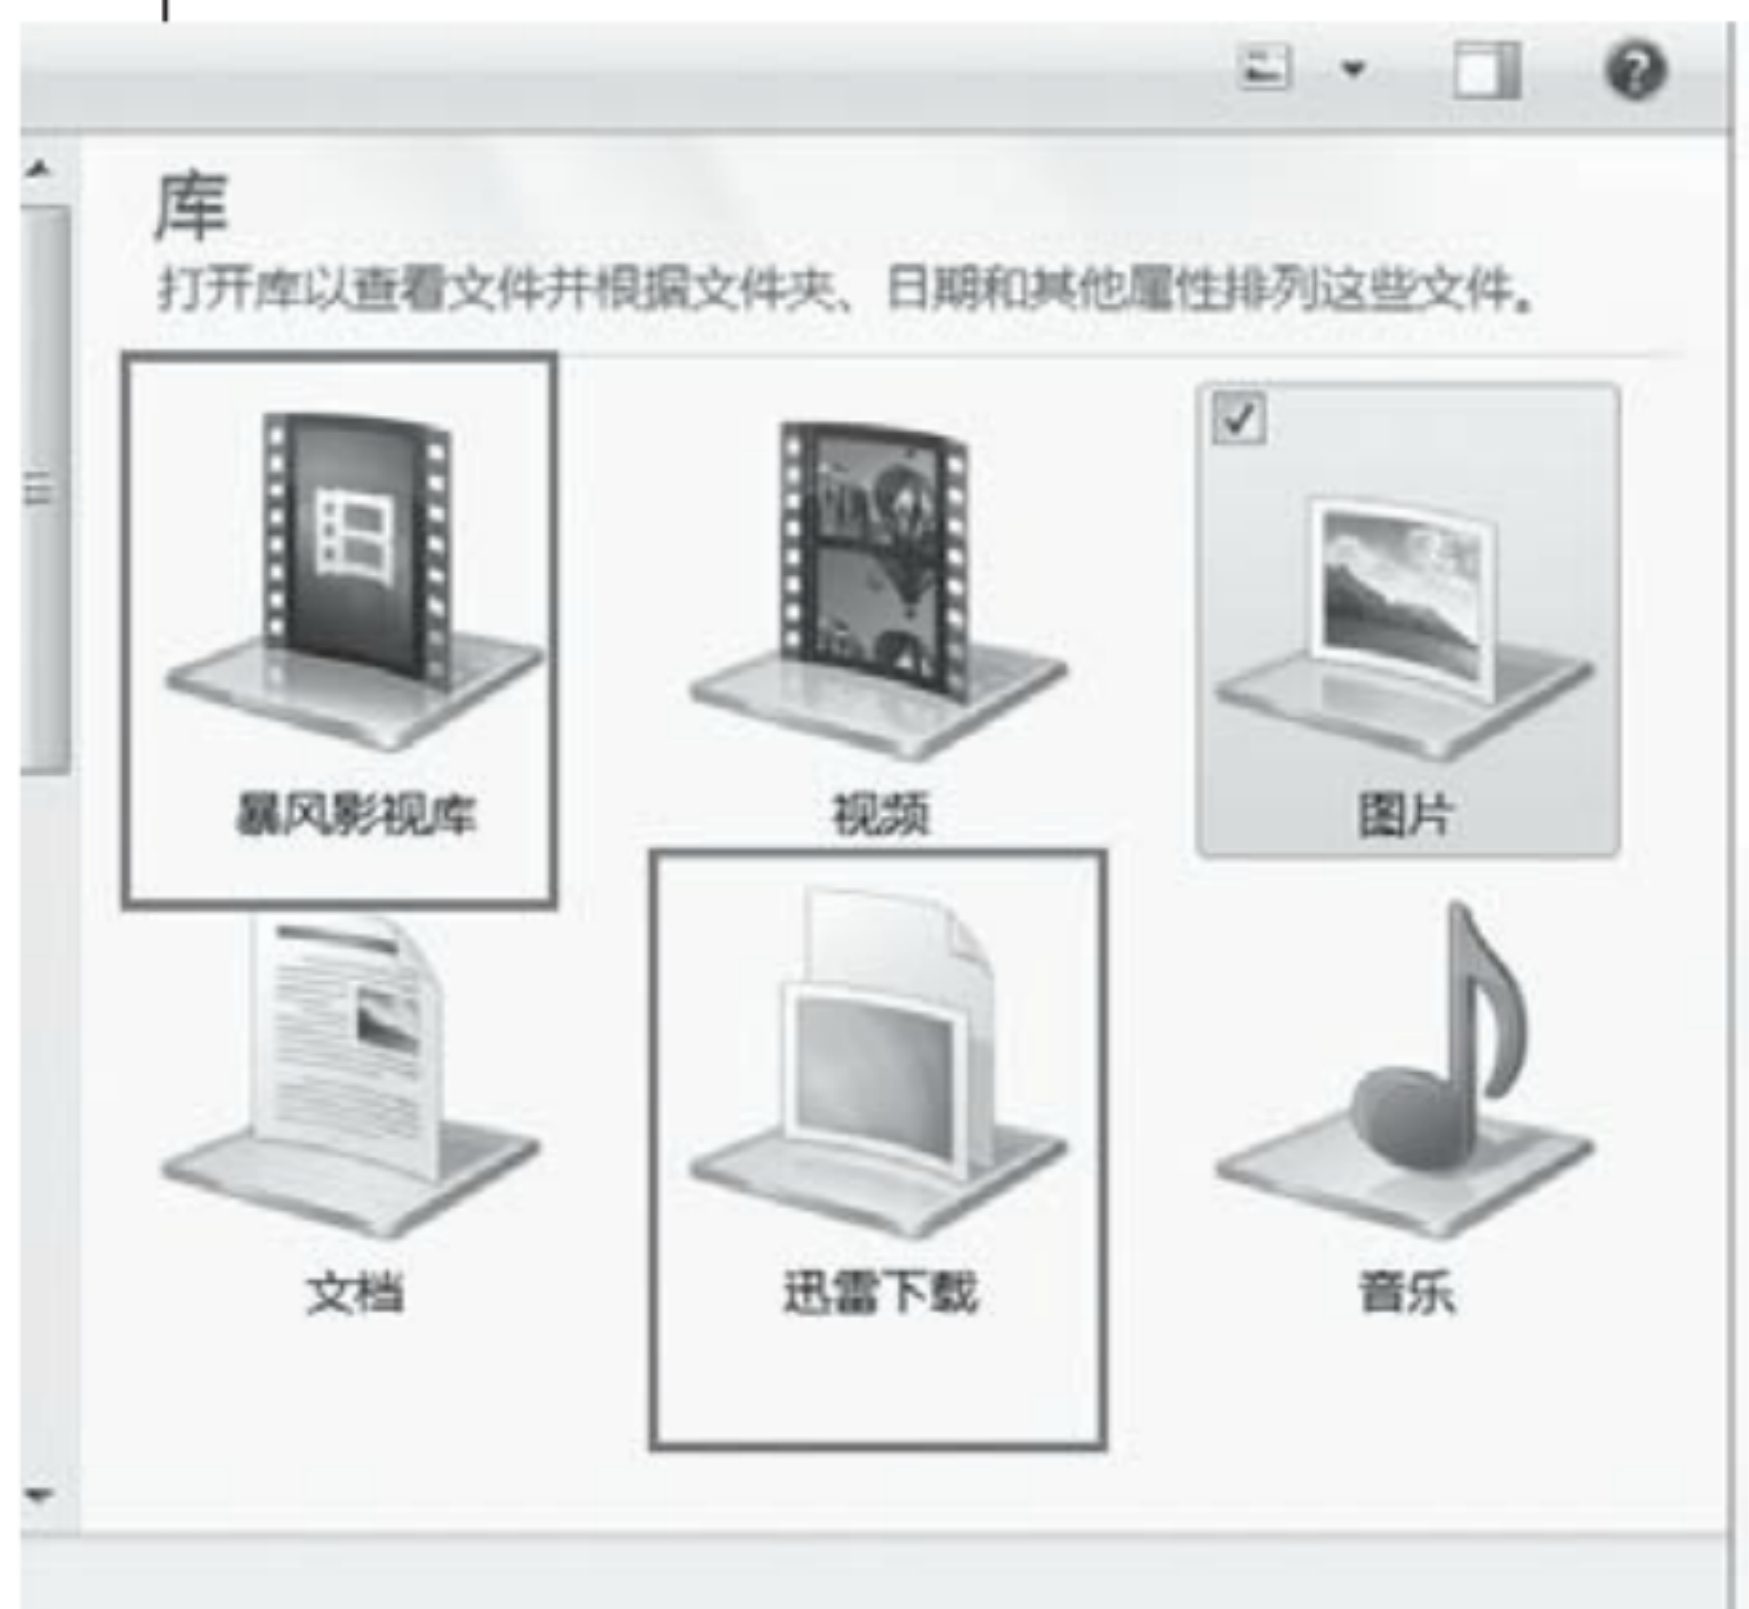 库
打开库以查看文件并根据文件夹、日期和其他属性排列这些文件。
暴风影视库
视频
图片
文档
迅雷下载
音乐